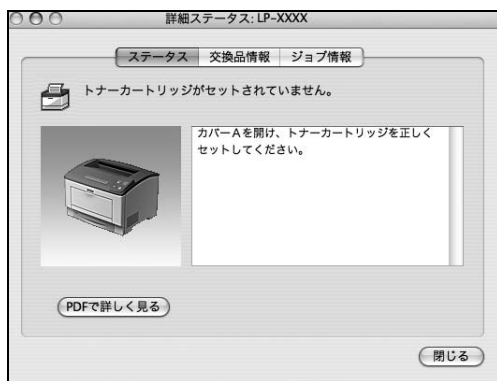 詳細ステータス: LP-XXXX
ステータス 交換品情報 ジョブ情報
トナーカートリッジがセットされていません。
カバーAを開け、トナーカートリッジを正しく
セットしてください。
PDFで詳しく見る
閉じる